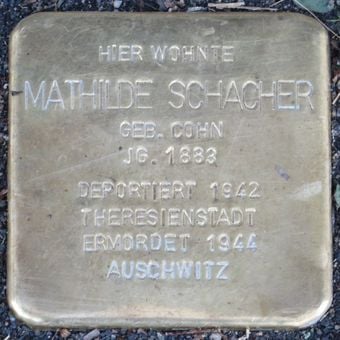 HIER WOHNTE
MATHILDE SCHACHER
GEB. COHN
JG. 1883
DEPORTIERT 1942
THERESIENSTADT
ERMORDET 1944
AUSCHWITZ